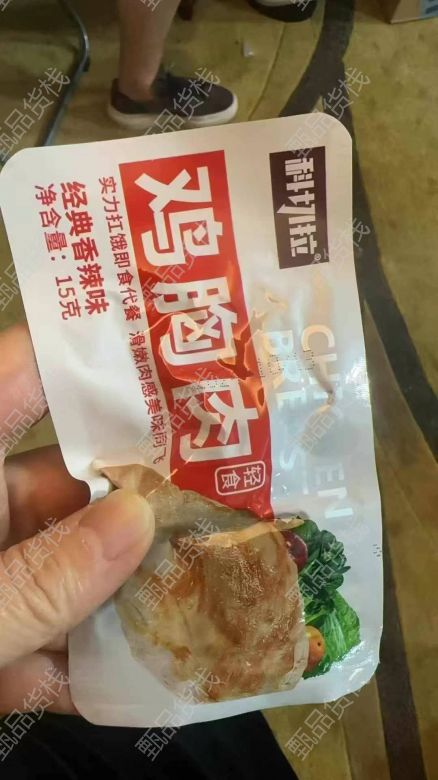 科切拉®
鸡胸肉
轻食
CHICKEN
BREAST
实力扛饿即食代餐 滑嫩肉感美味同飞
经典香辣味
净含量：15克
甄品货栈